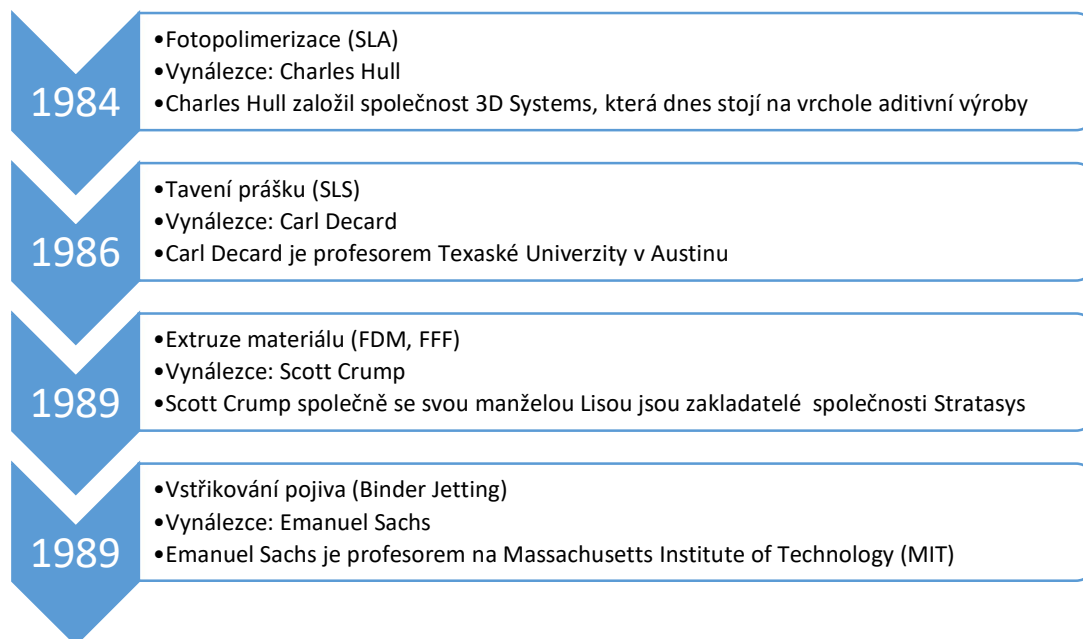 1984
•Fotopolimerizace (SLA)
•Vynálezce: Charles Hull
•Charles Hull založil společnost 3D Systems, která dnes stojí na vrchole aditivní výroby
1986
•Tavení prášku (SLS)
•Vynálezce: Carl Decard
•Carl Decard je profesorem Texaské Univerzity v Austinu
1989
•Extruze materiálu (FDM, FFF)
•Vynálezce: Scott Crump
•Scott Crump společně se svou manželou Lisou jsou zakladatelé  společnosti Stratasys
1989
•Vstřikování pojiva (Binder Jetting)
•Vynálezce: Emanuel Sachs
•Emanuel Sachs je profesorem na Massachusetts Institute of Technology (MIT)